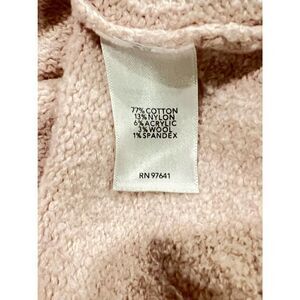 77% COTTON
13% NYLON
6% ACRYLIC
3% WOOL
1% SPANDEX
RN 97641